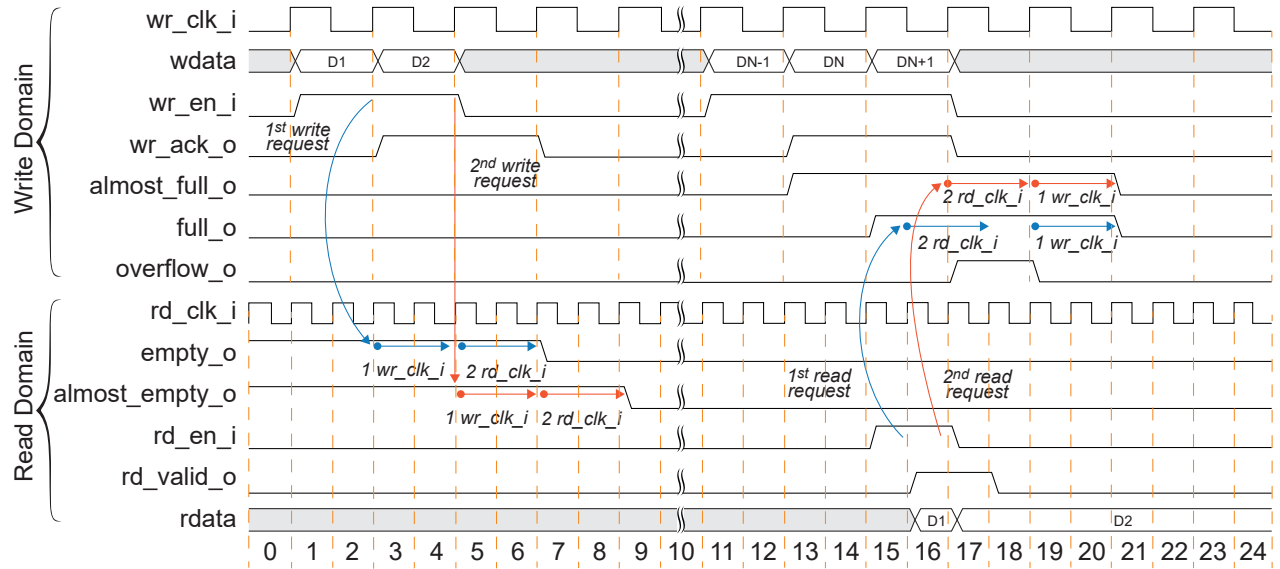 Write Domain
wr_clk_i
wdata
D1
D2
DN-1
DN
DN+1
wr_en_i
1st write
request
wr_ack_o
2nd write
request
almost_full_o
2 rd_clk_i
1 wr_clk_i
full_o
2 rd_clk_i
1 wr_clk_i
overflow_o
Read Domain
rd_clk_i
empty_o
1 wr_clk_i
2 rd_clk_i
1st read
request
2nd read
request
almost_empty_o
1 wr_clk_i
2 rd_clk_i
rd_en_i
rd_valid_o
rdata
D1
D2
0 1 2 3 4 5 6 7 8 9 10 11 12 13 14 15 16 17 18 19 20 21 22 23 24